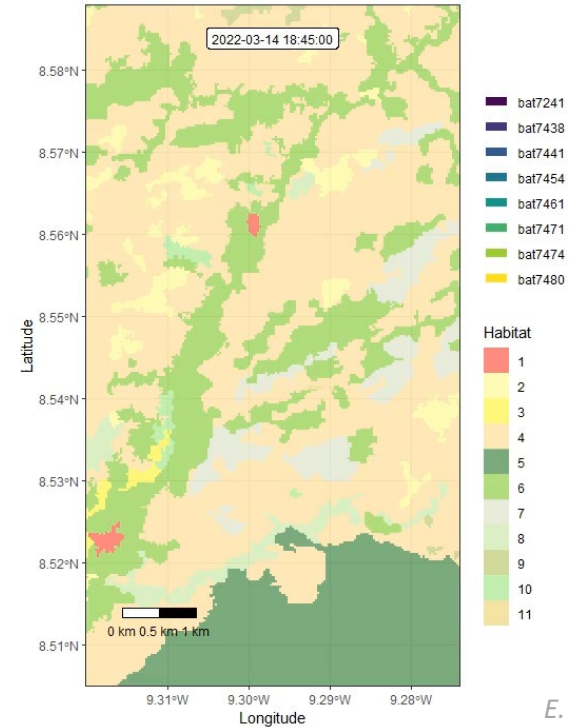 2022-03-14 18:45:00
8.58°N
8.57°N
8.56°N
8.55°N
8.54°N
8.53°N
8.52°N
8.51°N
Latitude
0 km 0.5 km 1 km
9.31°W
9.30°W
9.29°W
9.28°W
Longitude
bat7241
bat7438
bat7441
bat7454
bat7461
bat7471
bat7474
bat7480
Habitat
1
2
3
4
5
6
7
8
9
10
11
E.